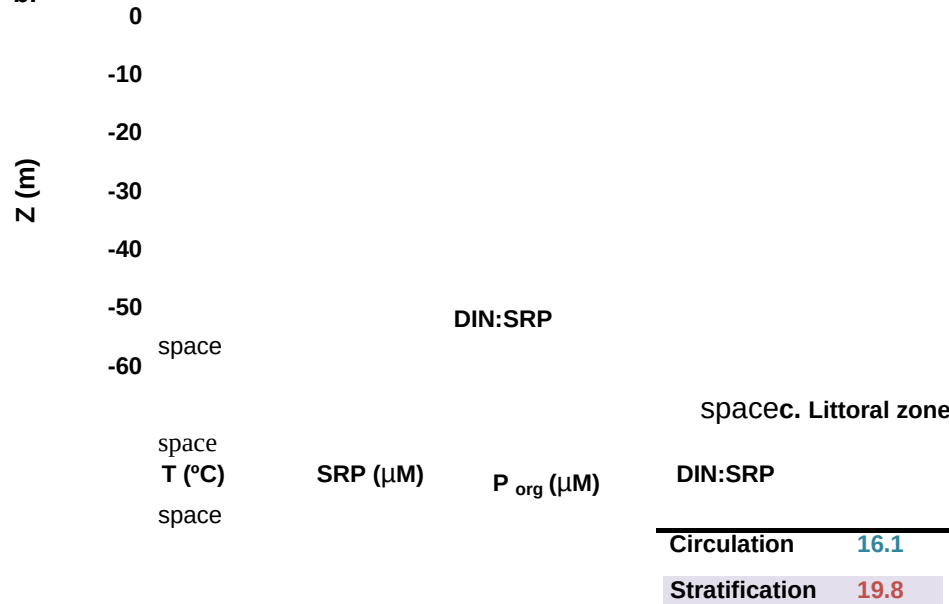 0
-10
-20
-30
-40
-50
-60
Z (m)
DIN:SRP
space
spacec. Littoral zone
space
T (ºC) SRP (μM) P org (μM) DIN:SRP
space
Circulation 16.1
Stratification 19.8